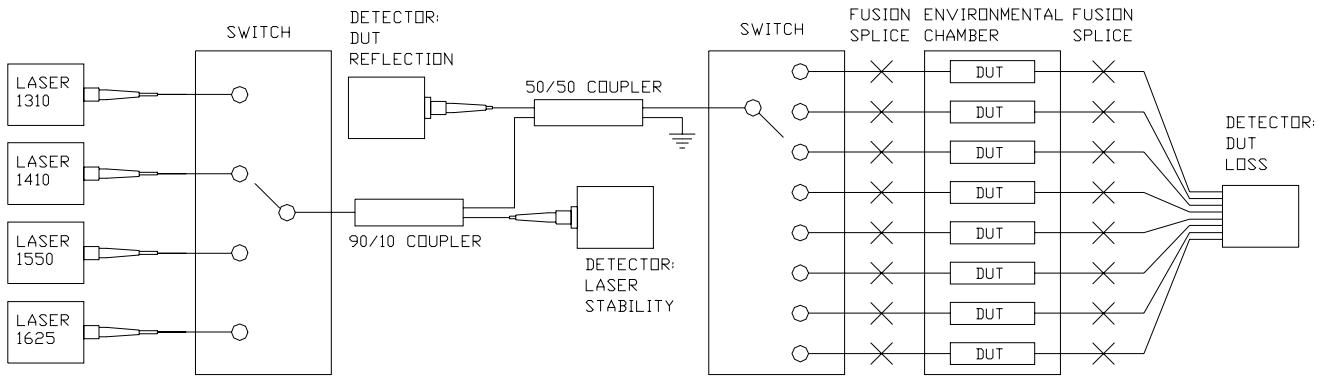 SWITCH
LASER
1310
LASER
1410
LASER
1550
LASER
1625
DETECTOR:
DUT
REFLECTION
50/50 COUPLER
90/10 COUPLER
DETECTOR:
LASER
STABILITY
SWITCH
FUSION
SPLICE
ENVIRONMENTAL
CHAMBER
FUSION
SPLICE
DUT
DUT
DUT
DUT
DUT
DUT
DUT
DUT
DETECTOR:
DUT
LOSS